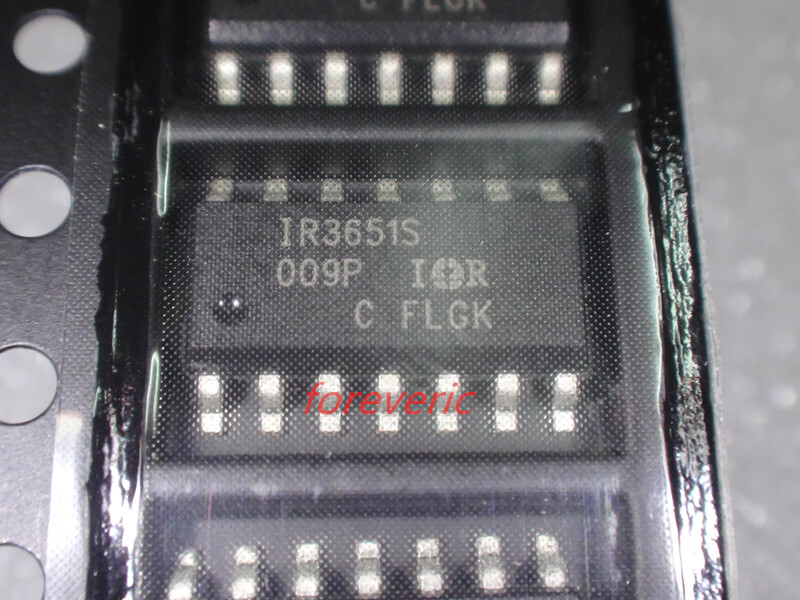 C FLGK
IR3651S
009P IOR
C FLGK
foreveric